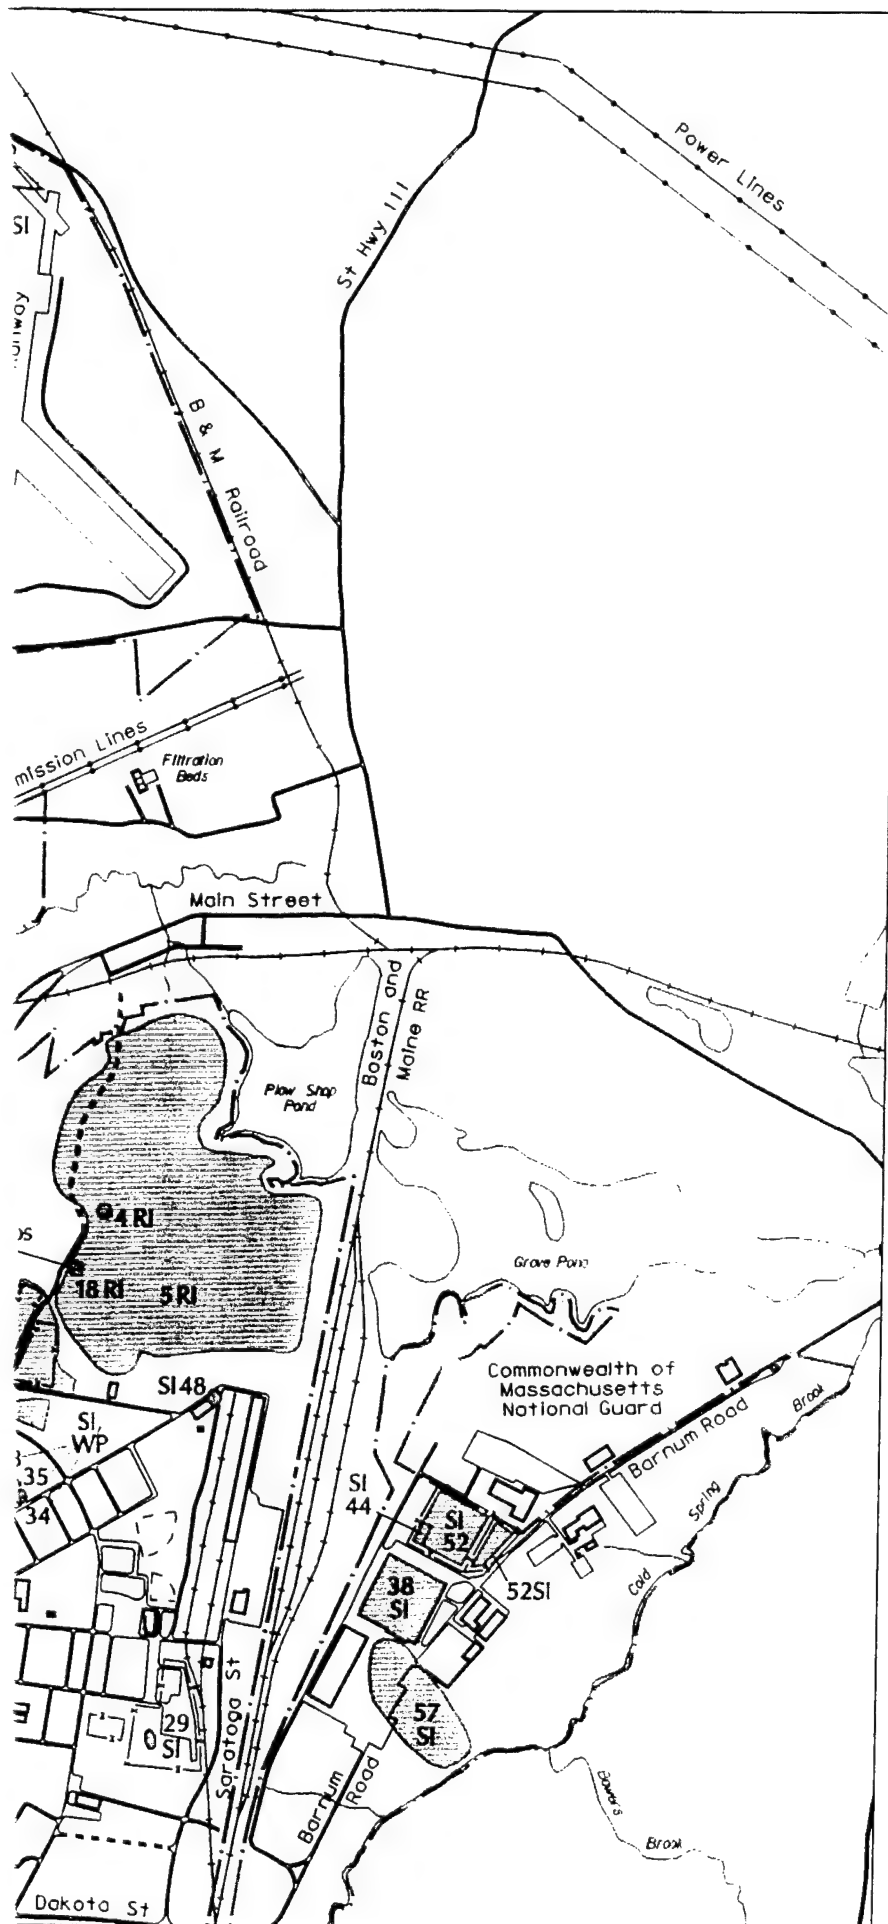 Power Lines
St Hwy 111
SI
B & M Railroad
mission Lines
Filtration
Beds
Main Street
Boston and
Maine RR
Plow Shop
Pond
4 RI
18 RI
5 RI
Grove Pond
Commonwealth of
Massachusetts
National Guard
SI 48
SI,
WP
35
34
Barnum Road
Brook
Spring
Cold
SI
44
SI
52
52SI
38
SI
57
SI
29
SI
Saratoga St
Barnum
Road
Bowers
Brook
Dakota St